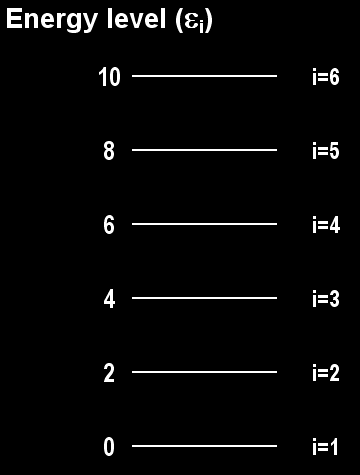 Energy level (εi)
10 i=6
8 i=5
6 i=4
4 i=3
2 i=2
0 i=1